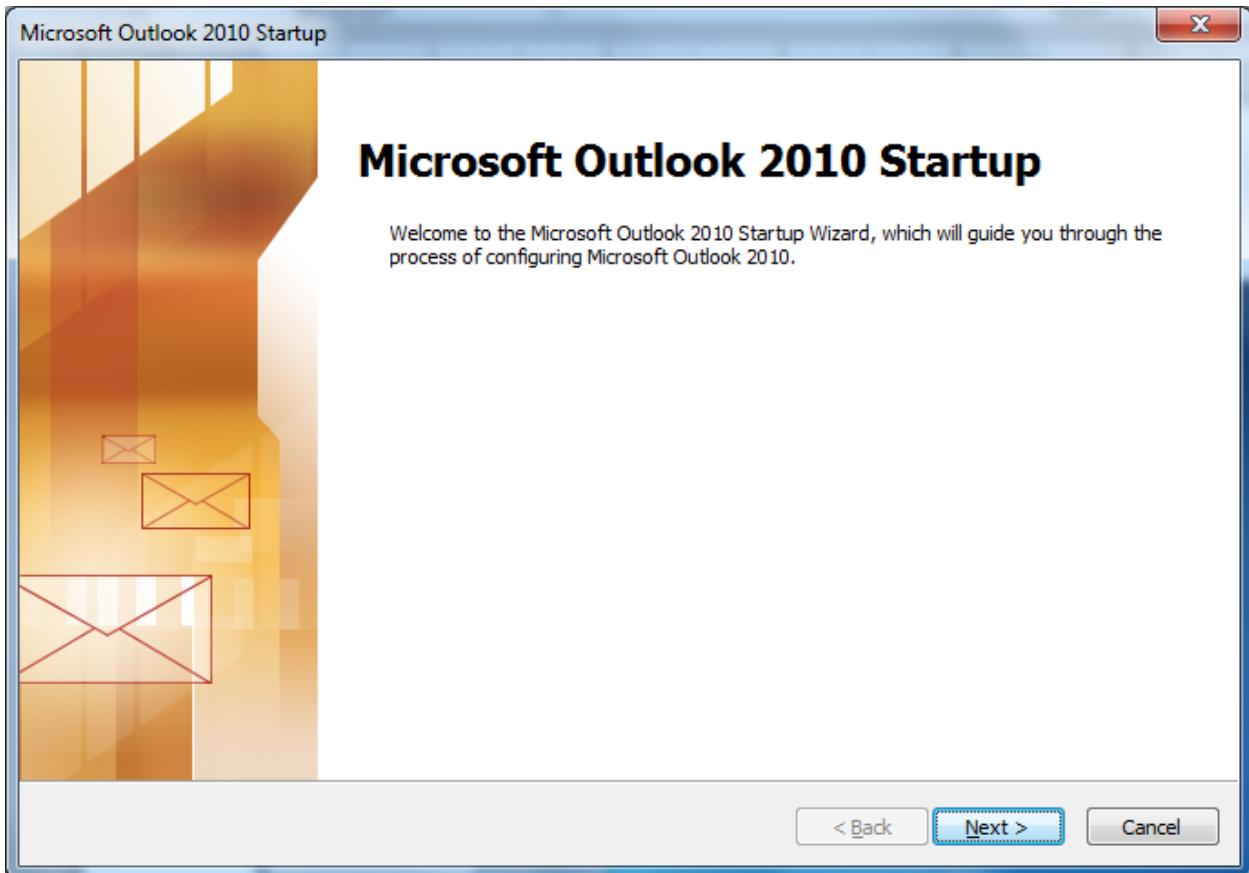 Microsoft Outlook 2010 Startup
Microsoft Outlook 2010 Startup
Welcome to the Microsoft Outlook 2010 Startup Wizard, which will guide you through the
process of configuring Microsoft Outlook 2010.
< Back Next > Cancel